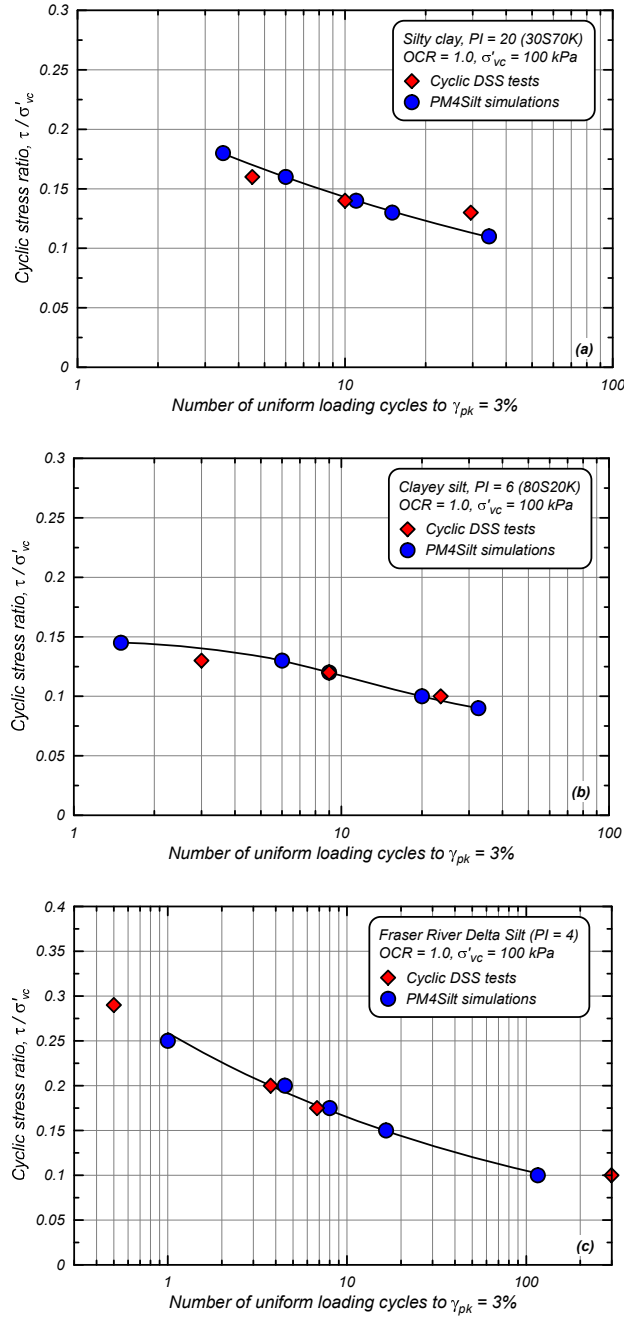 0.3
Silty clay, PI = 20 (30S70K)
OCR = 1.0, σ'vc = 100 kPa
Cyclic DSS tests
PM4Silt simulations
0.25
0.2
0.15
0.1
0.05
0
Cyclic stress ratio, τ / σ'vc
(a)
1
10
100
Number of uniform loading cycles to γpk = 3%
0.3
Clayey silt, PI = 6 (80S20K)
OCR = 1.0, σ'vc = 100 kPa
Cyclic DSS tests
PM4Silt simulations
0.25
0.2
0.15
0.1
0.05
0
Cyclic stress ratio, τ / σ'vc
(b)
1
10
100
Number of uniform loading cycles to γpk = 3%
0.4
Fraser River Delta Silt (PI = 4)
OCR = 1.0, σ'vc = 100 kPa
Cyclic DSS tests
PM4Silt simulations
0.35
0.3
0.25
0.2
0.15
0.1
0.05
0
Cyclic stress ratio, τ / σ'vc
(c)
1
10
100
Number of uniform loading cycles to γpk = 3%